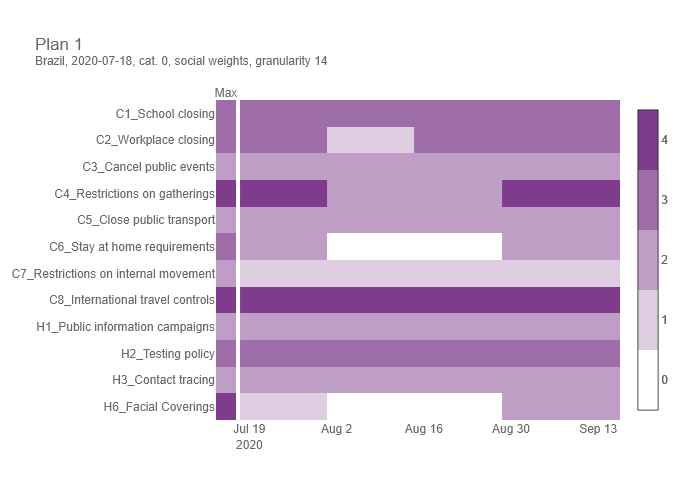 Plan 1
Brazil, 2020-07-18, cat. 0, social weights, granularity 14
Max
C1_School closing
C2_Workplace closing
C3_Cancel public events
C4_Restrictions on gatherings
C5_Close public transport
C6_Stay at home requirements
C7_Restrictions on internal movement
C8_International travel controls
H1_Public information campaigns
H2_Testing policy
H3_Contact tracing
H6_Facial Coverings
Jul 19 Aug 2 Aug 16 Aug 30 Sep 13
2020
4
3
2
1
0